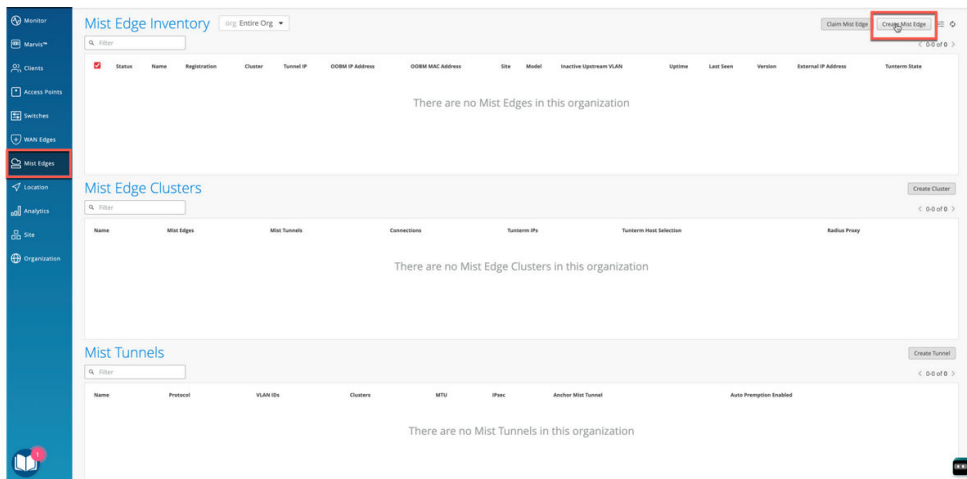 Monitor
Marvis™
Clients
Access Points
Switches
WAN Edges
Mist Edges
Location
Analytics
Site
Organization
1
Mist Edge Inventory
org Entire Org
Claim Mist Edge
Create Mist Edge
Filter
0-0 of 0
Status Name Registration Cluster Tunnel IP OOBM IP Address OOBM MAC Address Site Model Inactive Upstream VLAN Uptime Last Seen Version External IP Address Tunterm State
There are no Mist Edges in this organization
Mist Edge Clusters
Create Cluster
Filter
0-0 of 0
Name Mist Edges Mist Tunnels Connections Tunterm IPs Tunterm Host Selection Radius Proxy
There are no Mist Edge Clusters in this organization
Mist Tunnels
Create Tunnel
Filter
0-0 of 0
Name Protocol VLAN IDs Clusters MTU IPsec Anchor Mist Tunnel Auto Premption Enabled
There are no Mist Tunnels in this organization